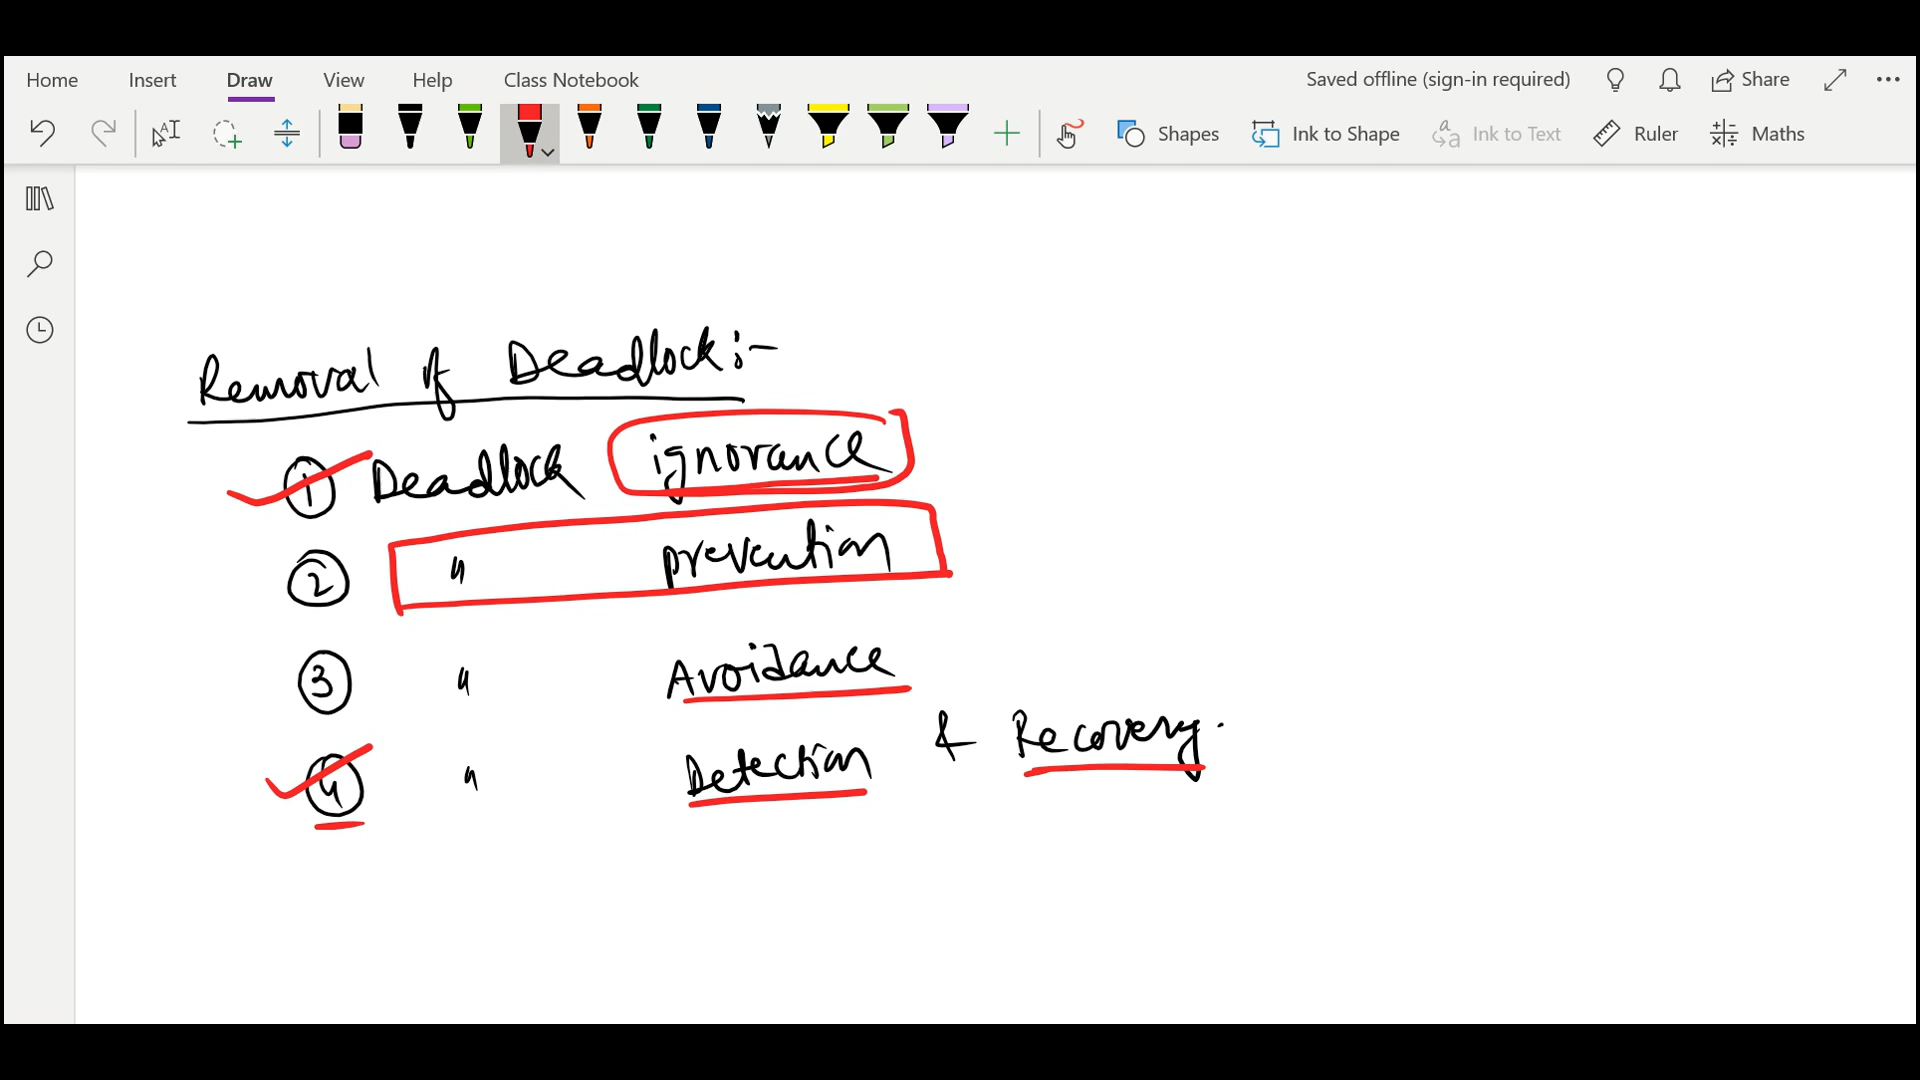 Home Insert Draw View Help Class Notebook Saved offline (sign-in required) Share
Shapes Ink to Shape Ink to Text Ruler Maths
Removal of Deadlock:-
① Deadlock ignorance
② " prevention
③ " Avoidance
④ " Detection & Recovery.